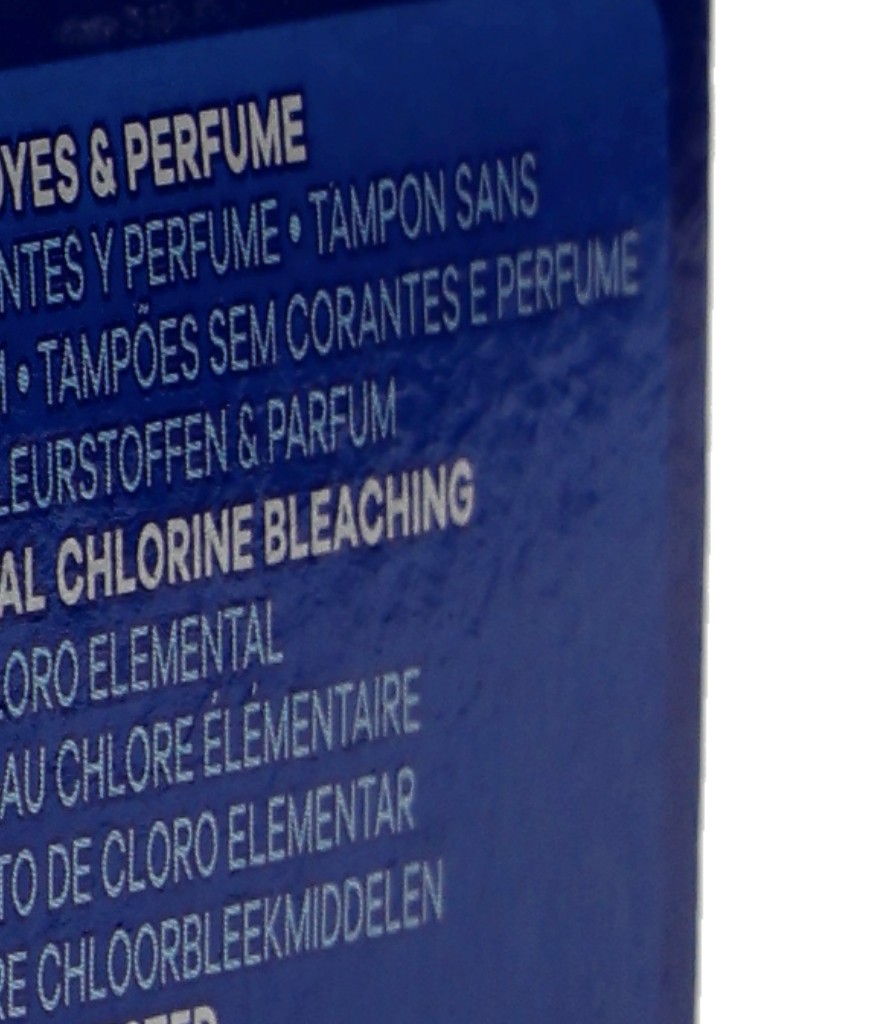 DYES & PERFUME
NTES Y PERFUME • TAMPON SANS
• TAMPÕES SEM CORANTES E PERFUME
LEURSTOFFEN & PARFUM
AL CHLORINE BLEACHING
LORO ELEMENTAL
AU CHLORE ÉLÉMENTAIRE
TO DE CLORO ELEMENTAR
RE CHLOORBLEEKMIDDELEN